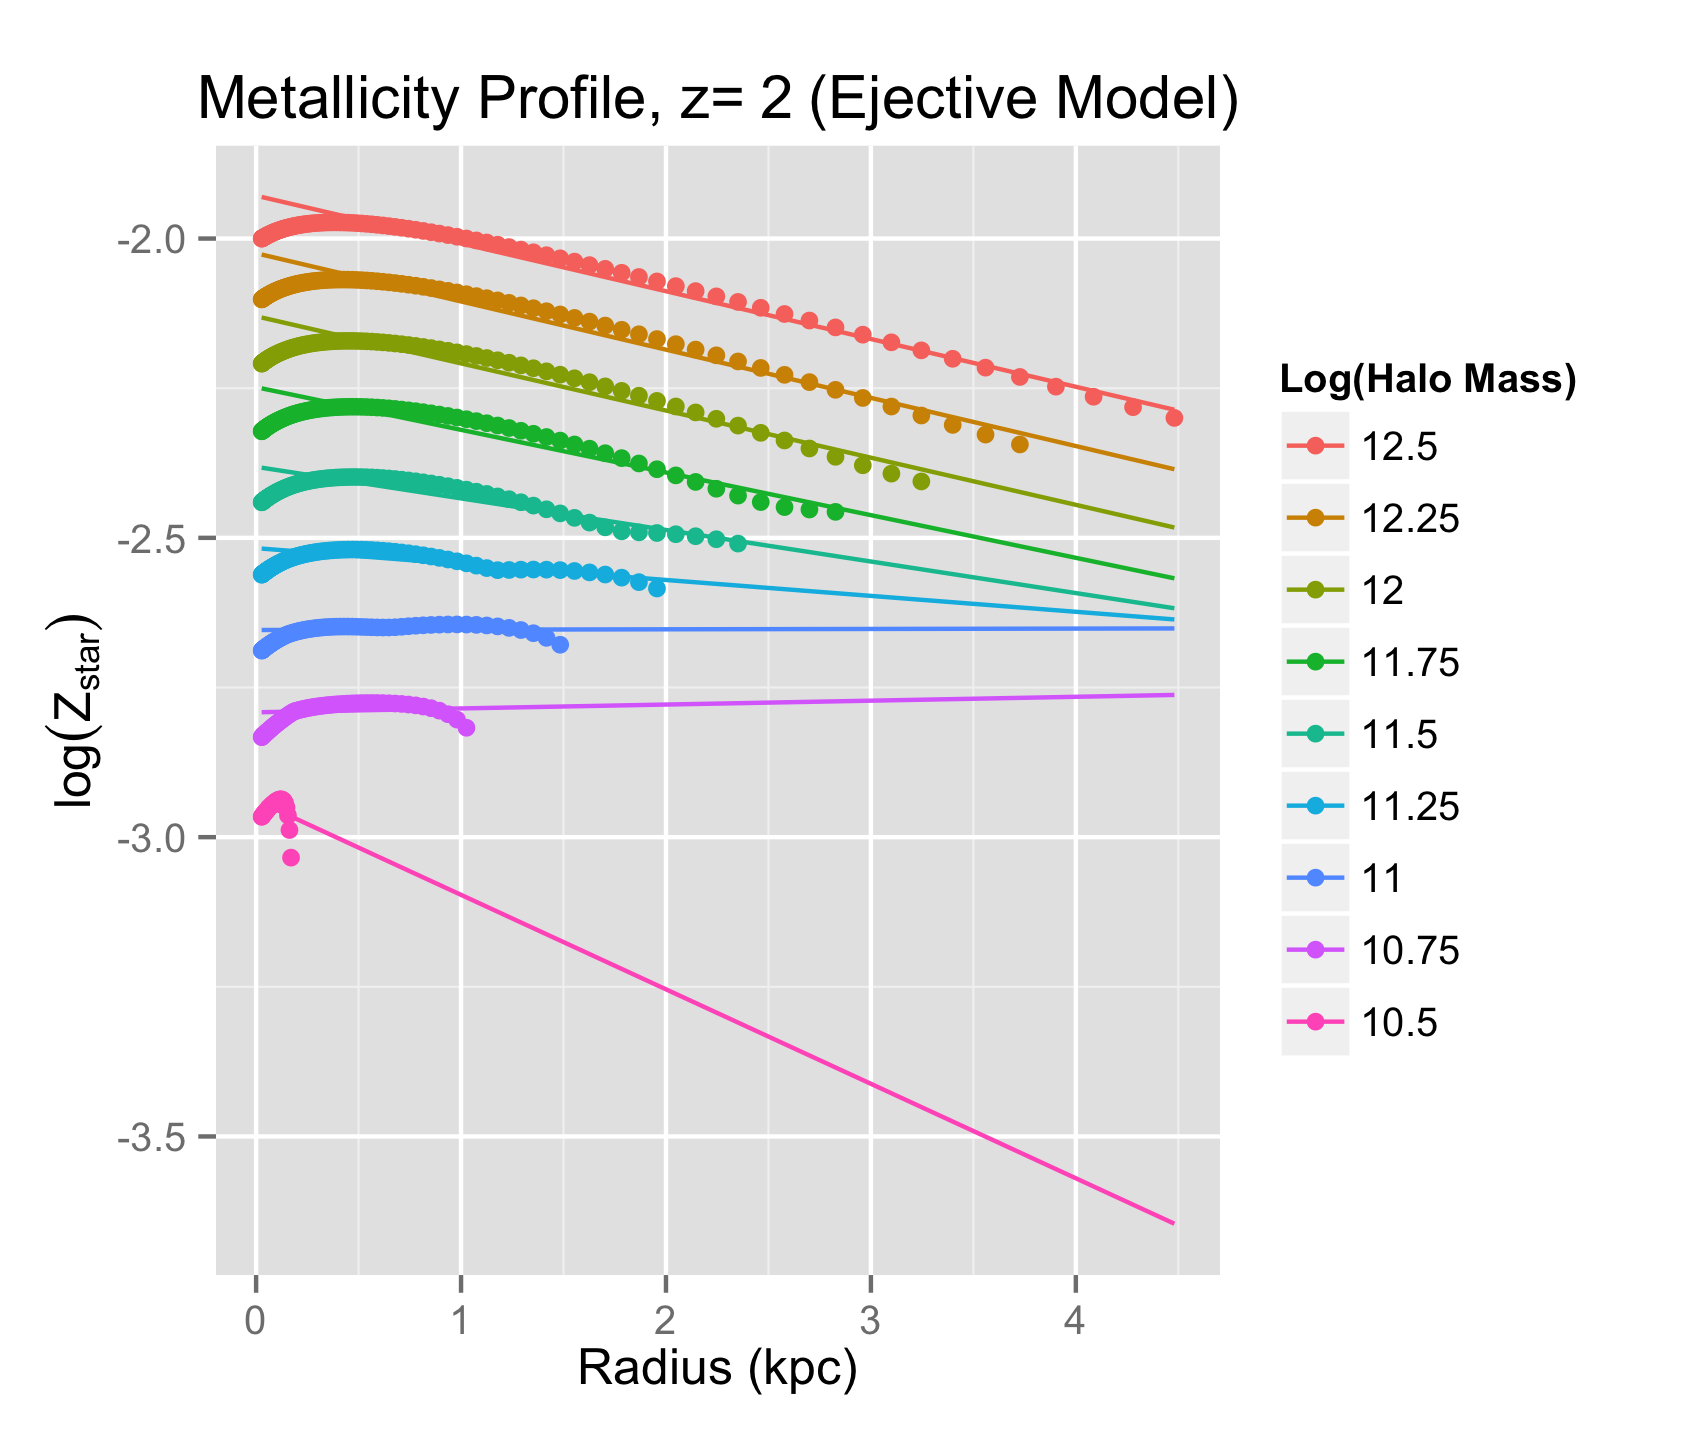 Metallicity Profile, z= 2 (Ejective Model)
-2.0
-2.5
-3.0
-3.5
log(Zstar)
0 1 2 3 4
Radius (kpc)
Log(Halo Mass)
12.5
12.25
12
11.75
11.5
11.25
11
10.75
10.5